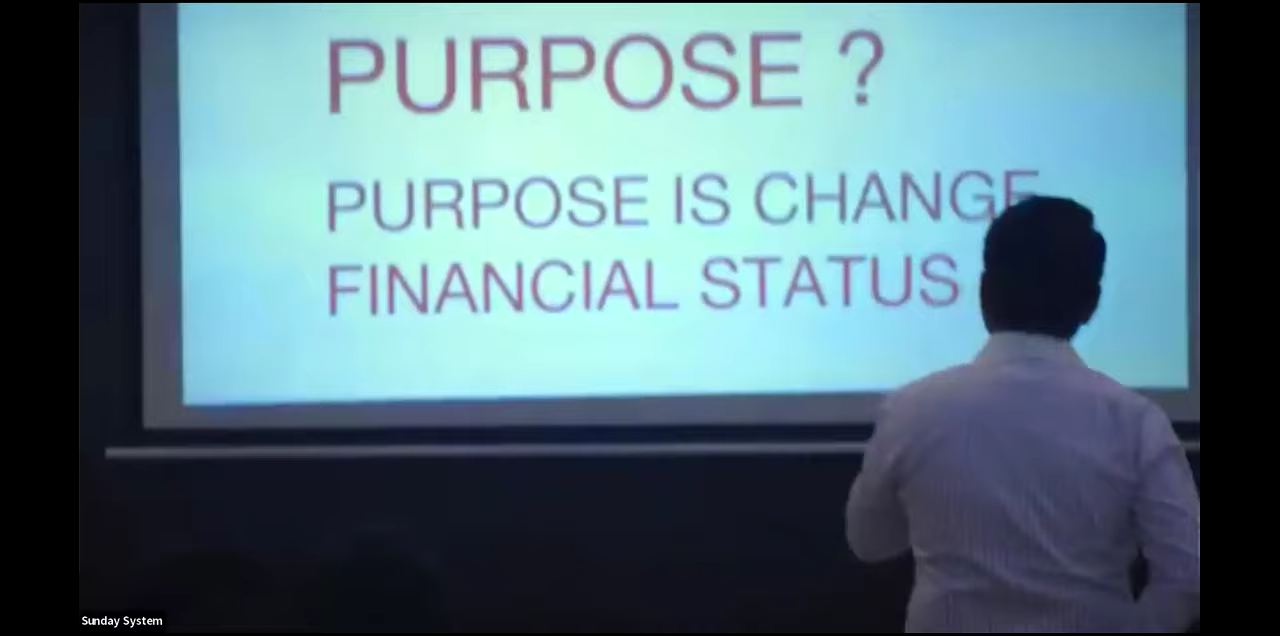 PURPOSE ?
PURPOSE IS CHANGE
FINANCIAL STATUS
Sunday System